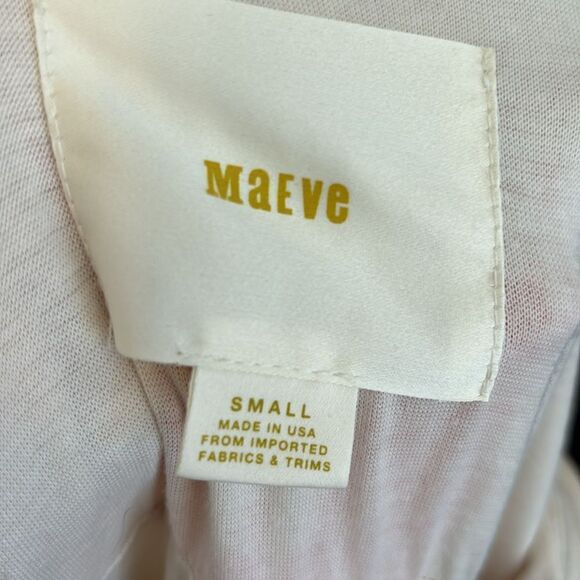 MaEve
SMALL
MADE IN USA
FROM IMPORTED
FABRICS & TRIMS